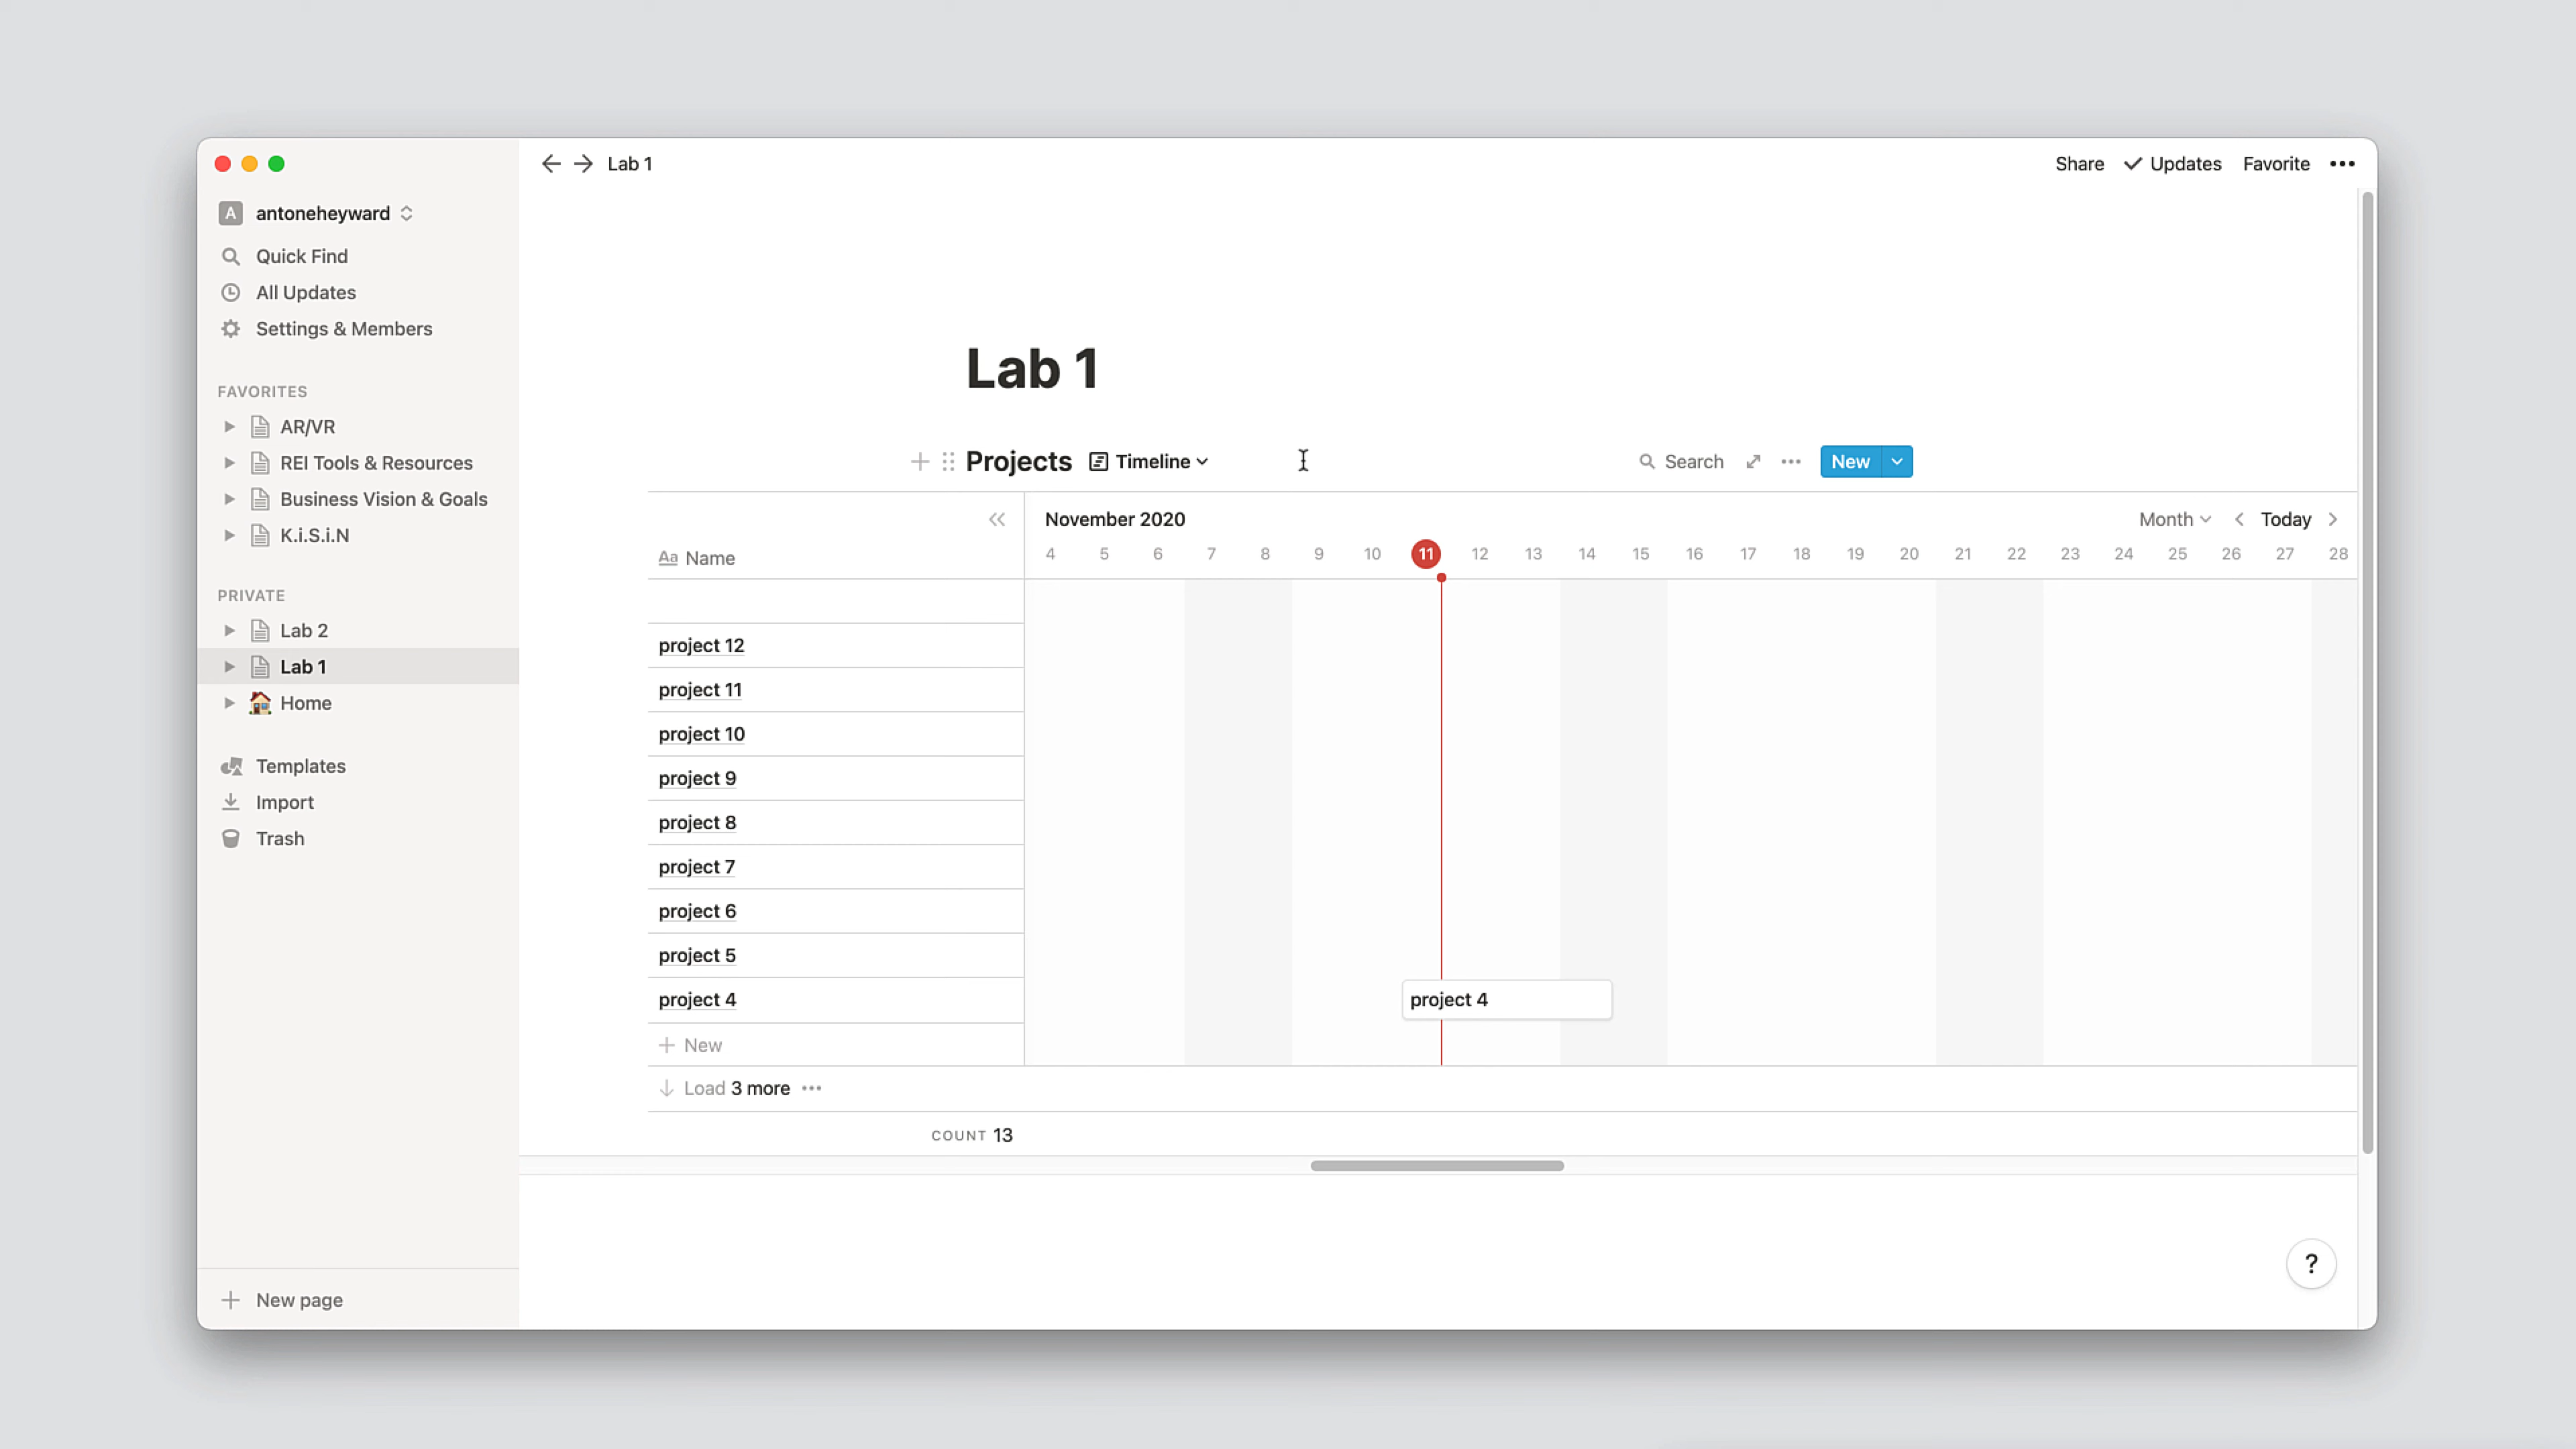 Lab 1
Share Updates Favorite
A antoneheyward
Quick Find
All Updates
Settings & Members
FAVORITES
AR/VR
REI Tools & Resources
Business Vision & Goals
K.i.S.i.N
PRIVATE
Lab 2
Lab 1
Home
Templates
Import
Trash
New page
Lab 1
Projects Timeline
Search New
November 2020
Month Today
Aa Name
4 5 6 7 8 9 10 11 12 13 14 15 16 17 18 19 20 21 22 23 24 25 26 27 28
project 12
project 11
project 10
project 9
project 8
project 7
project 6
project 5
project 4
project 4
New
Load 3 more
COUNT 13
?